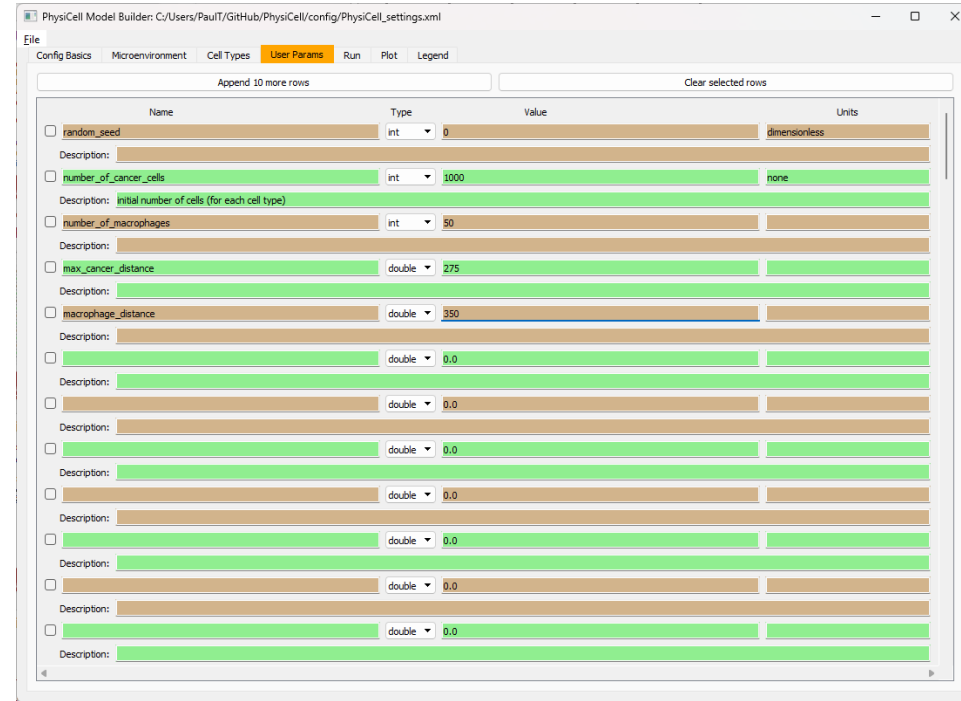 PhysiCell Model Builder: C:/Users/PaulT/GitHub/PhysiCell/config/PhysiCell_settings.xml
File
Config Basics Microenvironment Cell Types User Params Run Plot Legend
Append 10 more rows Clear selected rows
Name Type Value Units
random_seed int 0 dimensionless
Description:
number_of_cancer_cells int 1000 none
Description: initial number of cells (for each cell type)
number_of_macrophages int 50
Description:
max_cancer_distance double 275
Description:
macrophage_distance double 350
Description:
double 0.0
Description:
double 0.0
Description:
double 0.0
Description:
double 0.0
Description:
double 0.0
Description:
double 0.0
Description:
double 0.0
Description: